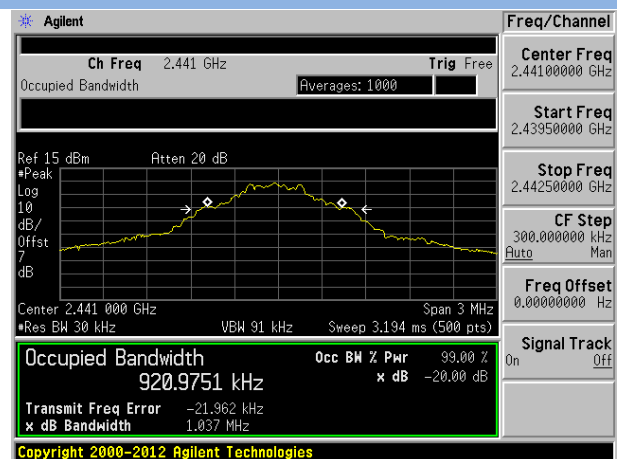 Agilent
Freq/Channel
Ch Freq 2.441 GHz Trig Free
Occupied Bandwidth Averages: 1000
Center Freq
2.44100000 GHz
Start Freq
2.43950000 GHz
Stop Freq
2.44250000 GHz
CF Step
300.000000 kHz
Auto Man
Freq Offset
0.00000000 Hz
Signal Track
On Off
Ref 15 dBm Atten 20 dB
#Peak
Log
10
dB/
Offst
7
dB
Center 2.441 000 GHz Span 3 MHz
#Res BW 30 kHz VBW 91 kHz Sweep 3.194 ms (500 pts)
Occupied Bandwidth Occ BW % Pwr 99.00 %
920.9751 kHz x dB -20.00 dB
Transmit Freq Error -21.962 kHz
x dB Bandwidth 1.037 MHz
Copyright 2000-2012 Agilent Technologies